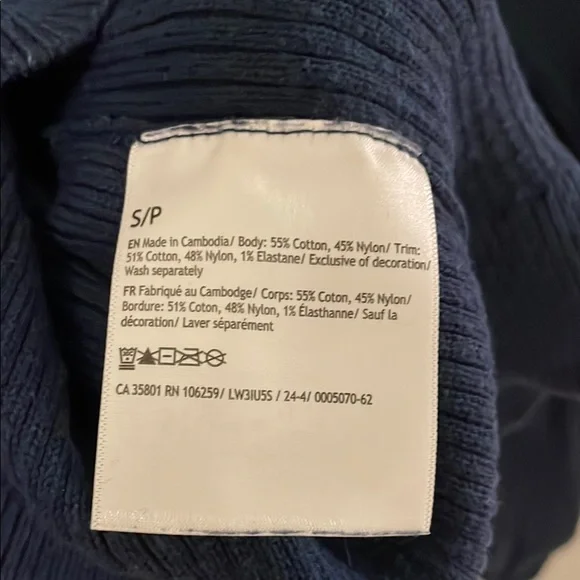 S/P
EN Made in Cambodia/ Body: 55% Cotton, 45% Nylon/ Trim:
51% Cotton, 48% Nylon, 1% Elastane/ Exclusive of decoration/
Wash separately
FR Fabriqué au Cambodge/ Corps: 55% Coton, 45% Nylon/
Bordure: 51% Coton, 48% Nylon, 1% Élasthanne/ Sauf la
décoration/ Laver séparément
CA 35801 RN 106259/ LW3IU5S / 24-4/ 0005070-62